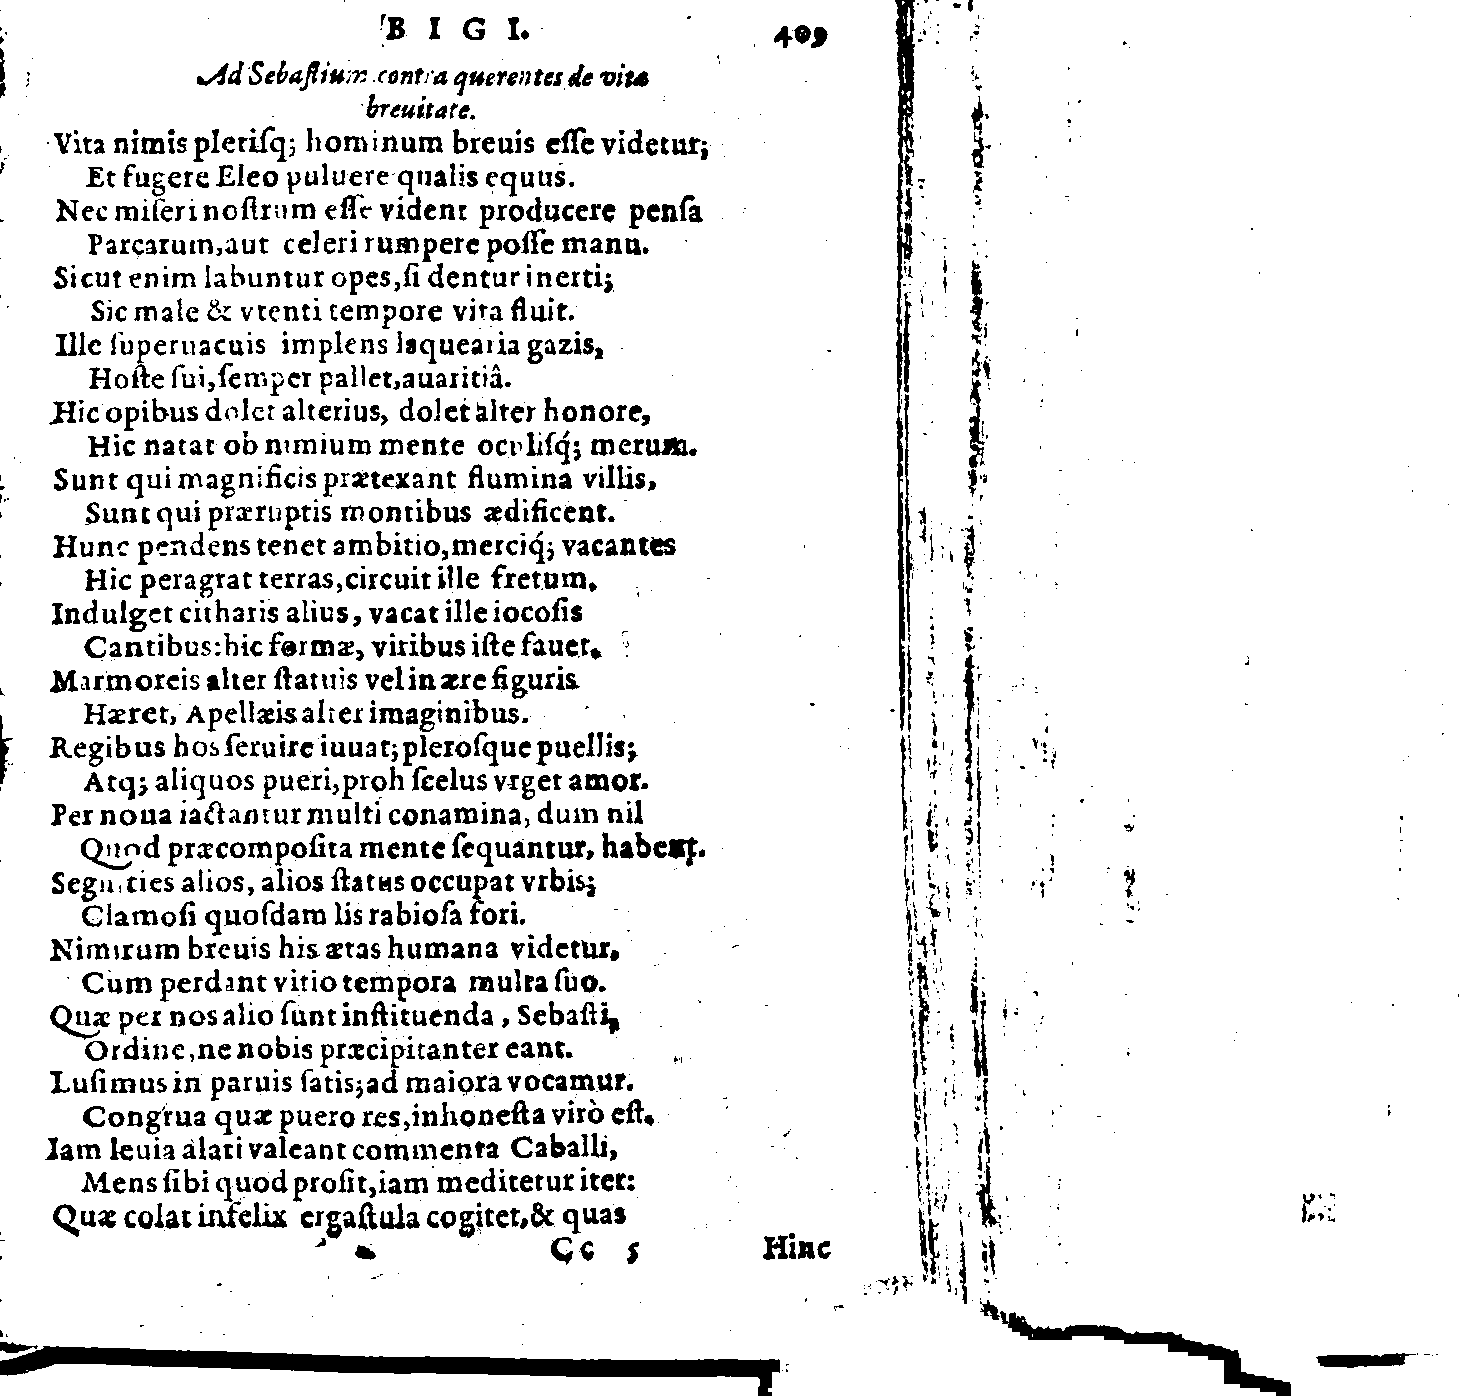 BIGI. 409
Ad Sebaſtium contra querentes de vitæ
breuitate.
Vita nimis pleriſq; hominum breuis eſſe videtur;
Et fugere Eleo puluere qualis equus.
Nec miſeri noſtrum eſſe vident producere penſa
Parcarum, aut celeri rumpere poſſe manu.
Sicut enim labuntur opes, ſi dentur inerti;
Sic male & vtenti tempore vita fluit.
Ille ſuperuacuis implens laquearia gazis,
Hoſte ſui, ſemper pallet, auaritiâ.
Hic opibus dolet alterius, dolet alter honore,
Hic natat ob nimium mente oculiſq́; merum.
Sunt qui magnificis prætexant flumina villis,
Sunt qui præruptis montibus ædificent.
Hunc pendens tenet ambitio, merciq́; vacantes
Hic peragrat terras, circuit ille fretum.
Indulget citharis alius, vacat ille iocoſis
Cantibus: hic formæ, viribus iſte fauet.
Marmoreis alter ſtatuis vel in ære figuris
Hæret, Apellæis alter imaginibus.
Regibus hos ſeruire iuuat; pleroſque puellis;
Atq; aliquos pueri, proh ſcelus vrget amor.
Per noua iactantur multi conamina, dum nil
Quod præcompoſita mente ſequantur, habent.
Segnities alios, alios ſtatus occupat vrbis;
Clamoſi quoſdam lis rabioſa fori.
Nimirum breuis his ætas humana videtur,
Cum perdant vitio tempora multa ſuo.
Quæ per nos alio ſunt inſtituenda, Sebaſti,
Ordine, ne nobis præcipitanter eant.
Luſimus in paruis ſatis; ad maiora vocamur.
Congrua quæ puero res, inhoneſta virò eſt.
Iam leuia alati valeant commenta Caballi,
Mens ſibi quod proſit, iam meditetur iter:
Quæ colat infelix ergaſtula cogitet, & quas
Cc 5 Hinc